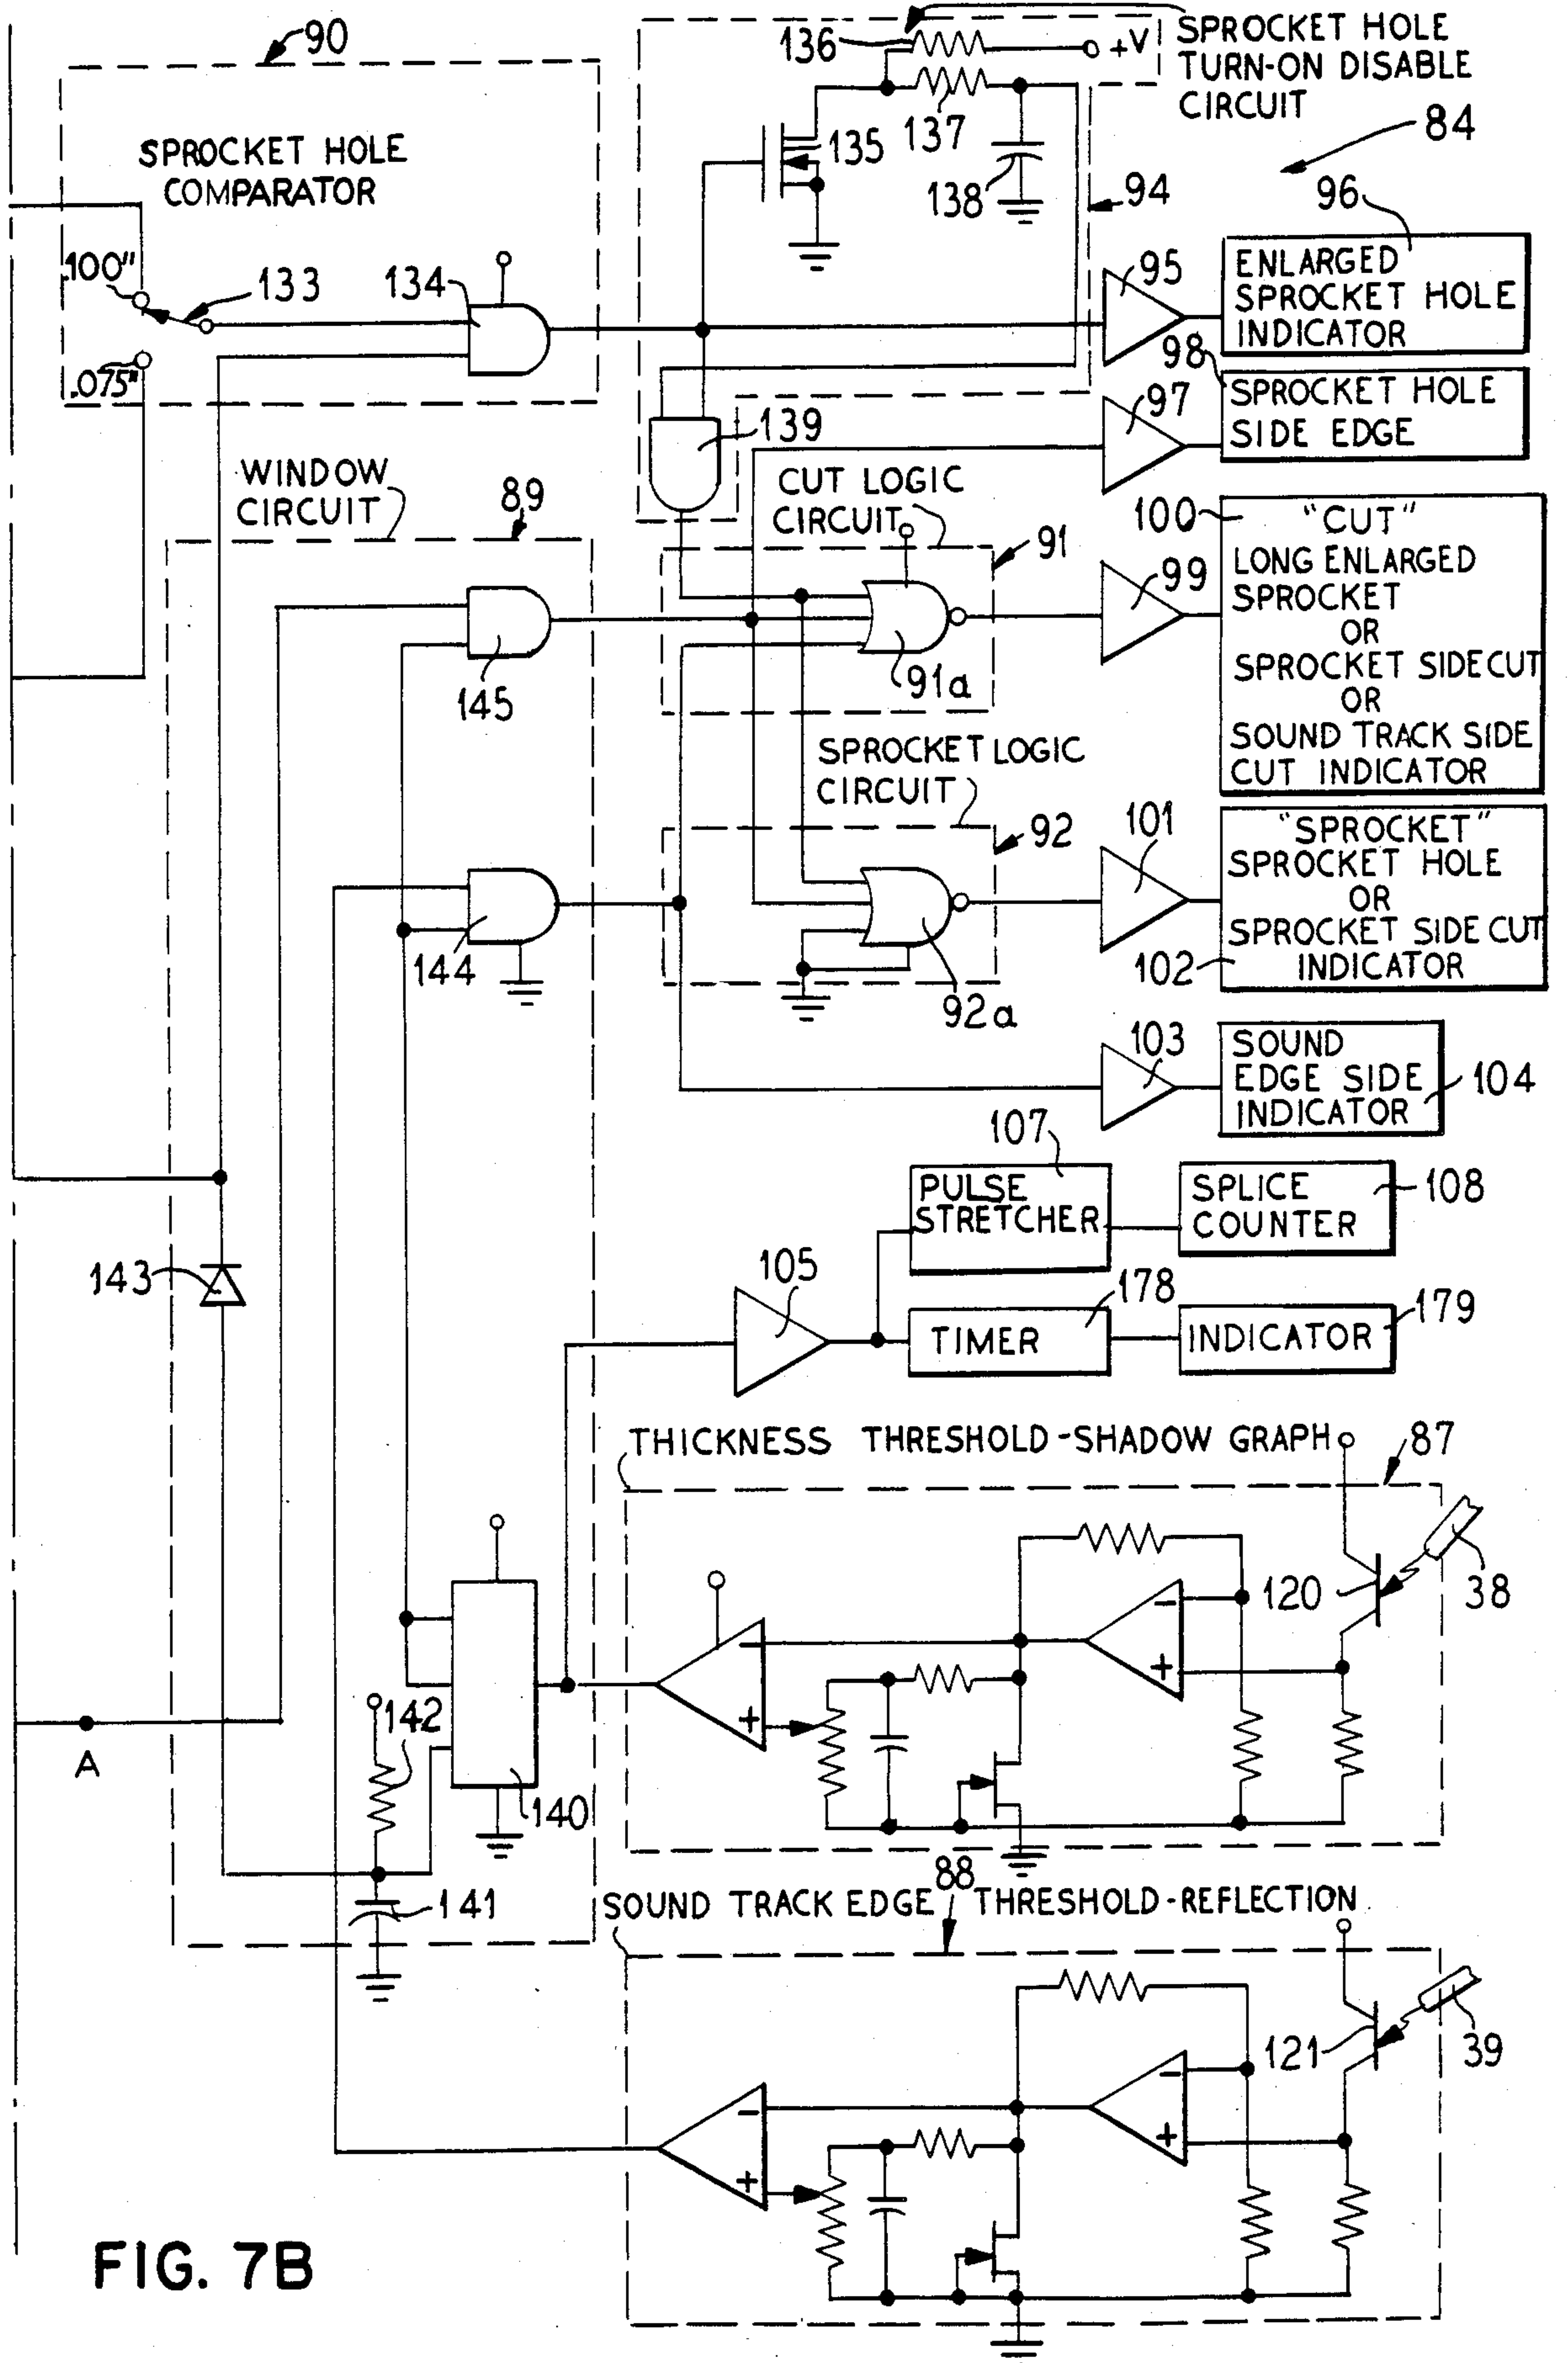 90
SPROCKET HOLE
COMPARATOR
.100"
133
134
.075"
136
+V
SPROCKET HOLE
TURN-ON DISABLE
CIRCUIT
135
137
138
84
94
96
95
ENLARGED
SPROCKET HOLE
INDICATOR
98
97
SPROCKET HOLE
SIDE EDGE
139
WINDOW
CIRCUIT
89
CUT LOGIC
CIRCUIT
91
100
99
"CUT"
LONG ENLARGED
SPROCKET
OR
SPROCKET SIDECUT
OR
SOUND TRACK SIDE
CUT INDICATOR
145
91a
SPROCKET LOGIC
CIRCUIT
92
101
"SPROCKET"
SPROCKET HOLE
OR
SPROCKET SIDE CUT
INDICATOR
102
144
92a
103
SOUND
EDGE SIDE
INDICATOR
104
107
PULSE
STRETCHER
SPLICE
COUNTER
108
143
105
178
TIMER
INDICATOR
179
THICKNESS THRESHOLD-SHADOW GRAPH
87
38
120
-
+
-
+
A
142
140
141
88
SOUND TRACK EDGE THRESHOLD-REFLECTION
39
121
-
+
-
+
FIG. 7B